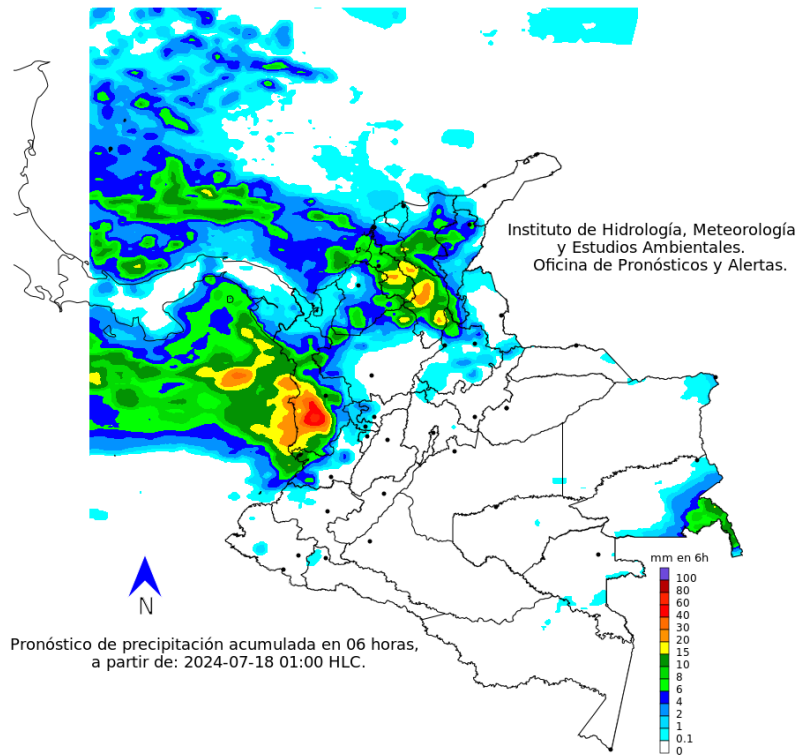 Instituto de Hidrología, Meteorología
y Estudios Ambientales.
Oficina de Pronósticos y Alertas.
mm en 6h
100
80
60
40
30
20
15
10
8
6
4
2
1
0.1
0
N
Pronóstico de precipitación acumulada en 06 horas,
a partir de: 2024-07-18 01:00 HLC.